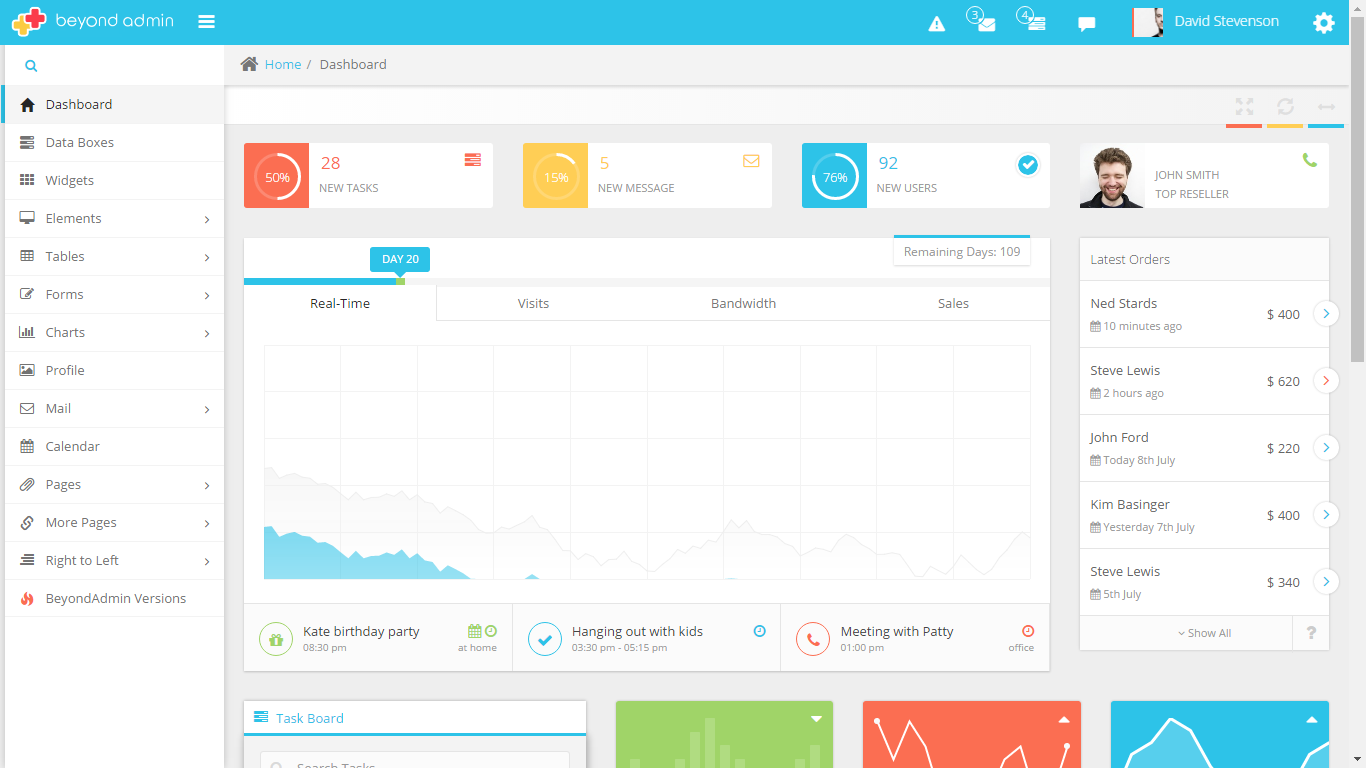 beyond admin
3
4
David Stevenson
Home / Dashboard
Dashboard
Data Boxes
Widgets
Elements
Tables
Forms
Charts
Profile
Mail
Calendar
Pages
More Pages
Right to Left
BeyondAdmin Versions
50%
28
NEW TASKS
15%
5
NEW MESSAGE
76%
92
NEW USERS
JOHN SMITH
TOP RESELLER
DAY 20
Remaining Days: 109
Real-Time
Visits
Bandwidth
Sales
Kate birthday party
08:30 pm
at home
Hanging out with kids
03:30 pm - 05:15 pm
Meeting with Patty
01:00 pm
office
Latest Orders
Ned Stards
10 minutes ago
$ 400
Steve Lewis
2 hours ago
$ 620
John Ford
Today 8th July
$ 220
Kim Basinger
Yesterday 7th July
$ 400
Steve Lewis
5th July
$ 340
Show All
?
Task Board
Search Tasks